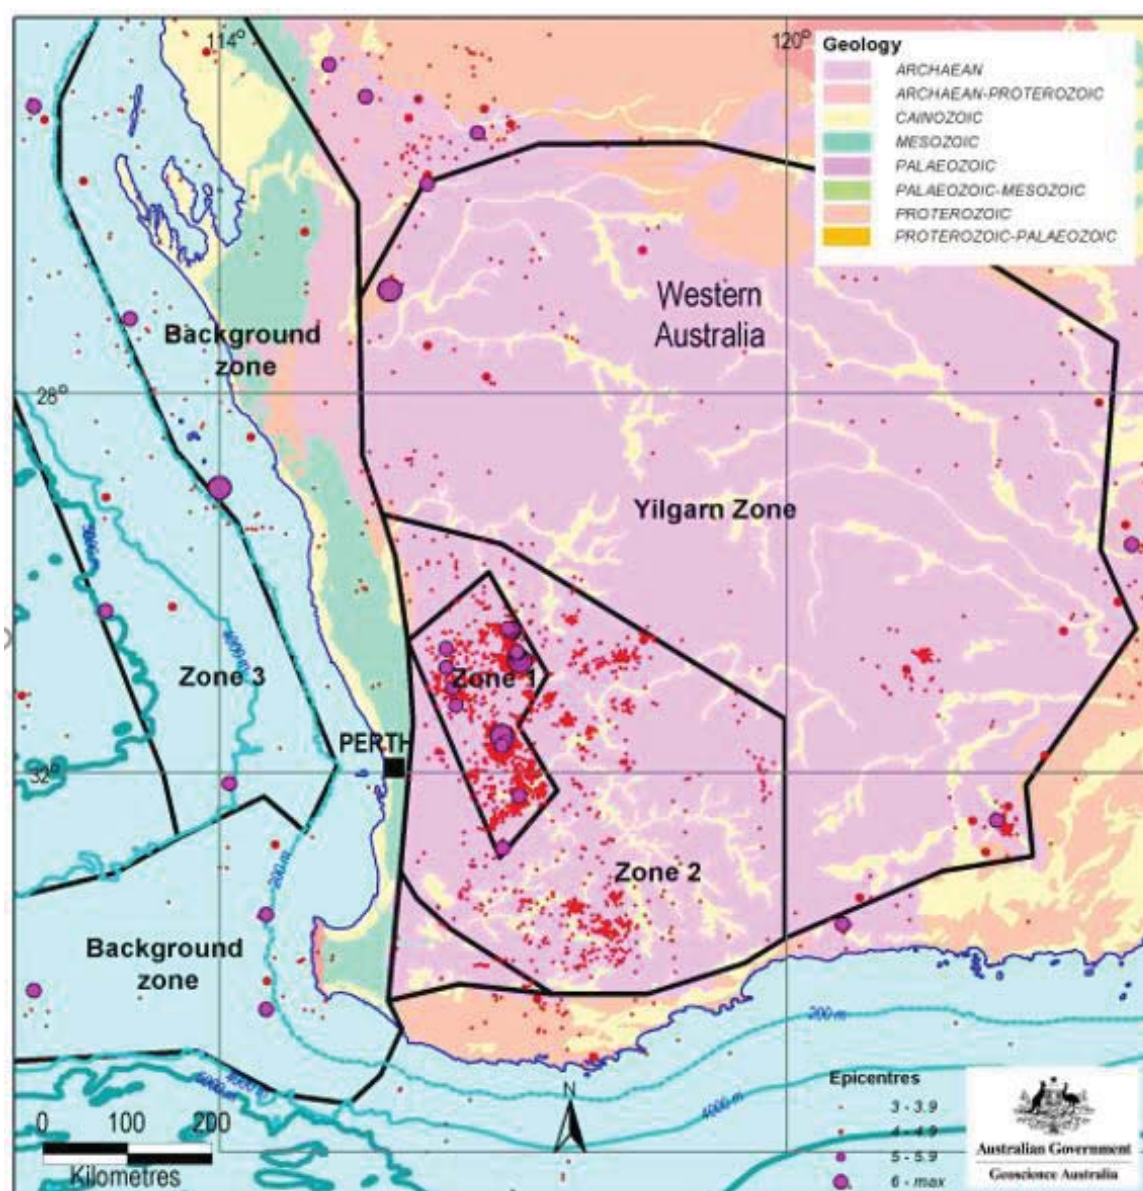 114°
120°
Geology
ARCHAEAN
ARCHAEAN-PROTEROZOIC
CAINOZOIC
MESOZOIC
PALAEOZOIC
PALAEOZOIC-MESOZOIC
PROTEROZOIC
PROTEROZOIC-PALAEOZOIC
Western
Australia
Background
zone
28°
Yilgarn Zone
4000 m
4000 m
Zone 3
Zone 1
PERTH
32°
Zone 2
Background
zone
200 m
4000 m
Epicentres
3 - 3.9
4 - 4.9
5 - 5.9
6 - max
N
0 100 200
Kilometres
Australian Government
Geoscience Australia